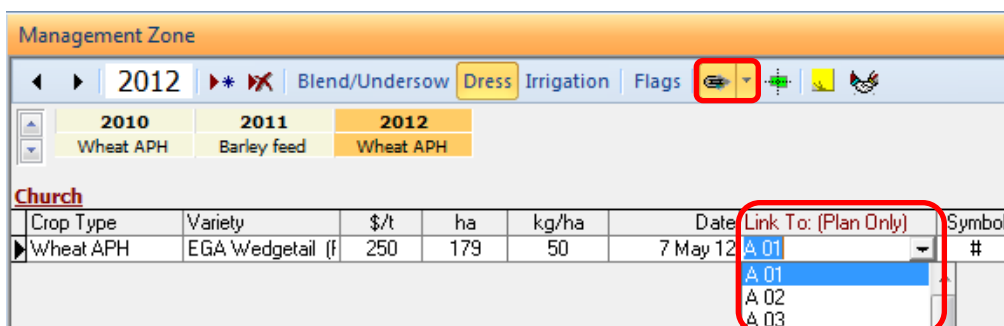 Management Zone
2012 Blend/Undersow Dress Irrigation Flags
2010 2011 2012
Wheat APH Barley feed Wheat APH
Church
Crop Type Variety $/t ha kg/ha Date Link To: (Plan Only) Symbol
Wheat APH EGA Wedgetail (F 250 179 50 7 May 12 A 01 #
A 01
A 02
A 03